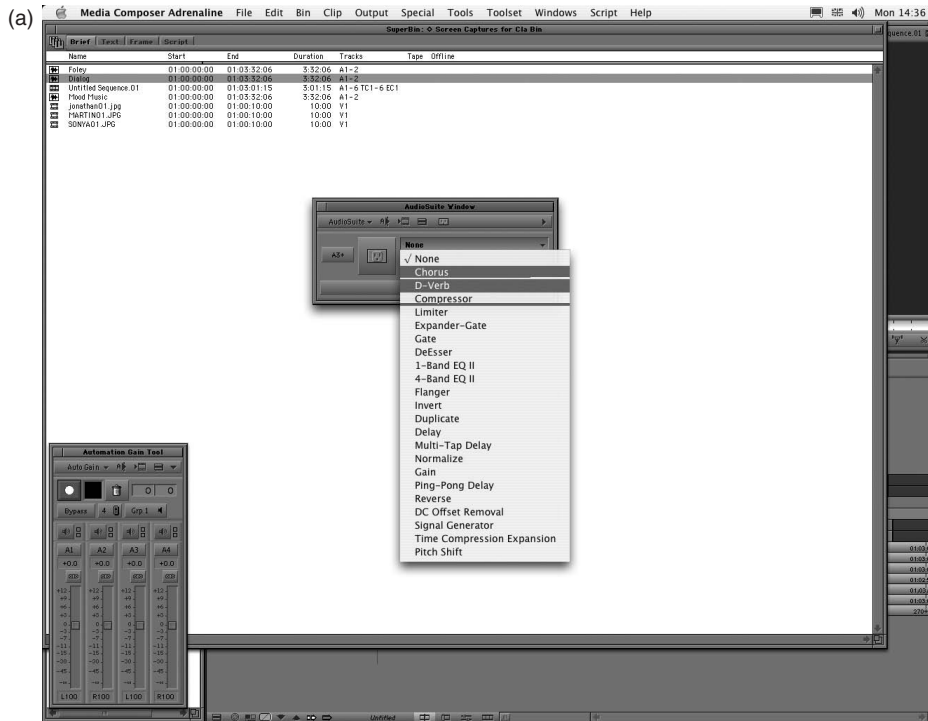 (a)
Media Composer Adrenaline File Edit Bin Clip Output Special Tools Toolset Windows Script Help Mon 14:36
SuperBin: ◊ Screen Captures for Cla Bin
Brief Text Frame Script
Name Start End Duration Tracks Tape Offline
Foley 01:00:00:00 01:03:32:06 3:32:06 A1-2
Dialog 01:00:00:00 01:03:32:06 3:32:06 A1-2
Untitled Sequence.01 01:00:00:00 01:03:01:15 3:01:15 A1-6 TC1-6 EC1
Mood Music 01:00:00:00 01:03:32:06 3:32:06 A1-2
jonathan01.jpg 01:00:00:00 01:00:10:00 10:00 V1
MARTIN01.JPG 01:00:00:00 01:00:10:00 10:00 V1
SONYA01.JPG 01:00:00:00 01:00:10:00 10:00 V1
AudioSuite Window
AudioSuite
None
A3+
√ None
Chorus
D-Verb
Compressor
Limiter
Expander-Gate
Gate
DeEsser
1-Band EQ II
4-Band EQ II
Flanger
Invert
Duplicate
Delay
Multi-Tap Delay
Normalize
Gain
Ping-Pong Delay
Reverse
DC Offset Removal
Signal Generator
Time Compression Expansion
Pitch Shift
Automation Gain Tool
Auto Gain
0 0
Bypass 4 Grp 1
A1 A2 A3 A4
+0.0 +0.0 +0.0 +0.0
L100 R100 L100 R100
Untitled